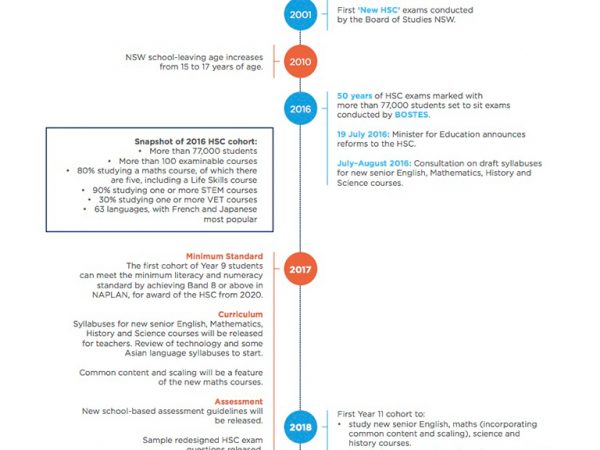 2001
First 'New HSC' exams conducted
by the Board of Studies NSW.
NSW school-leaving age increases
from 15 to 17 years of age.
2010
2016
50 years of HSC exams marked with
more than 77,000 students set to sit exams
conducted by BOSTES.
19 July 2016: Minister for Education announces
reforms to the HSC.
July-August 2016: Consultation on draft syllabuses
for new senior English, Mathematics, History and
Science courses.
Snapshot of 2016 HSC cohort:
• More than 77,000 students
• More than 100 examinable courses
• 80% studying a maths course, of which there
are five, including a Life Skills course
• 90% studying one or more STEM courses
• 30% studying one or more VET courses
• 63 languages, with French and Japanese
most popular
2017
Minimum Standard
The first cohort of Year 9 students
can meet the minimum literacy and numeracy
standard by achieving Band 8 or above in
NAPLAN, for award of the HSC from 2020.
Curriculum
Syllabuses for new senior English, Mathematics,
History and Science courses will be released
for teachers. Review of technology and some
Asian language syllabuses to start.
Common content and scaling will be a feature
of the new maths courses.
Assessment
New school-based assessment guidelines will
be released.
Sample redesigned HSC exam
questions released.
2018
First Year 11 cohort to:
• study new senior English, maths (incorporating
common content and scaling), science and
history courses.